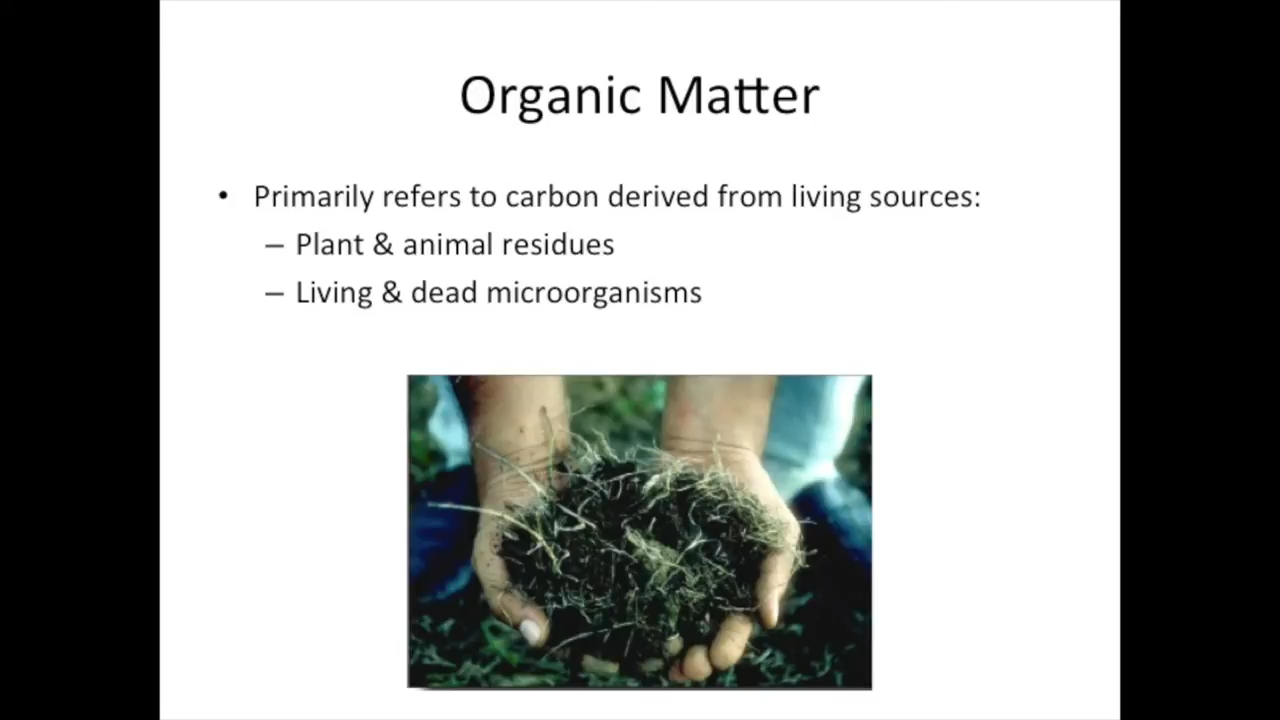 Organic Matter
• Primarily refers to carbon derived from living sources:
– Plant & animal residues
– Living & dead microorganisms